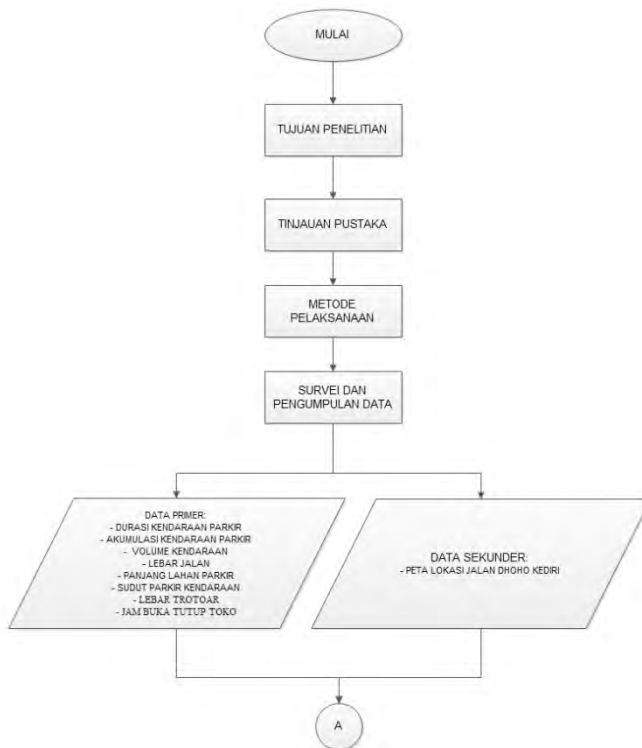 MULAI
TUJUAN PENELITIAN
TINJAUAN PUSTAKA
METODE
PELAKSANAAN
SURVEI DAN
PENGUMPULAN DATA
DATA PRIMER:
- DURASI KENDARAAN PARKIR
- AKUMULASI KENDARAAN PARKIR
- VOLUME KENDARAAN
- LEBAR JALAN
- PANJANG LAHAN PARKIR
- SUDUT PARKIR KENDARAAN
- LEBAR TROTOAR
- JAM BUKA TUTUP TOKO
DATA SEKUNDER:
- PETA LOKASI JALAN DHOHO KEDIRI
A